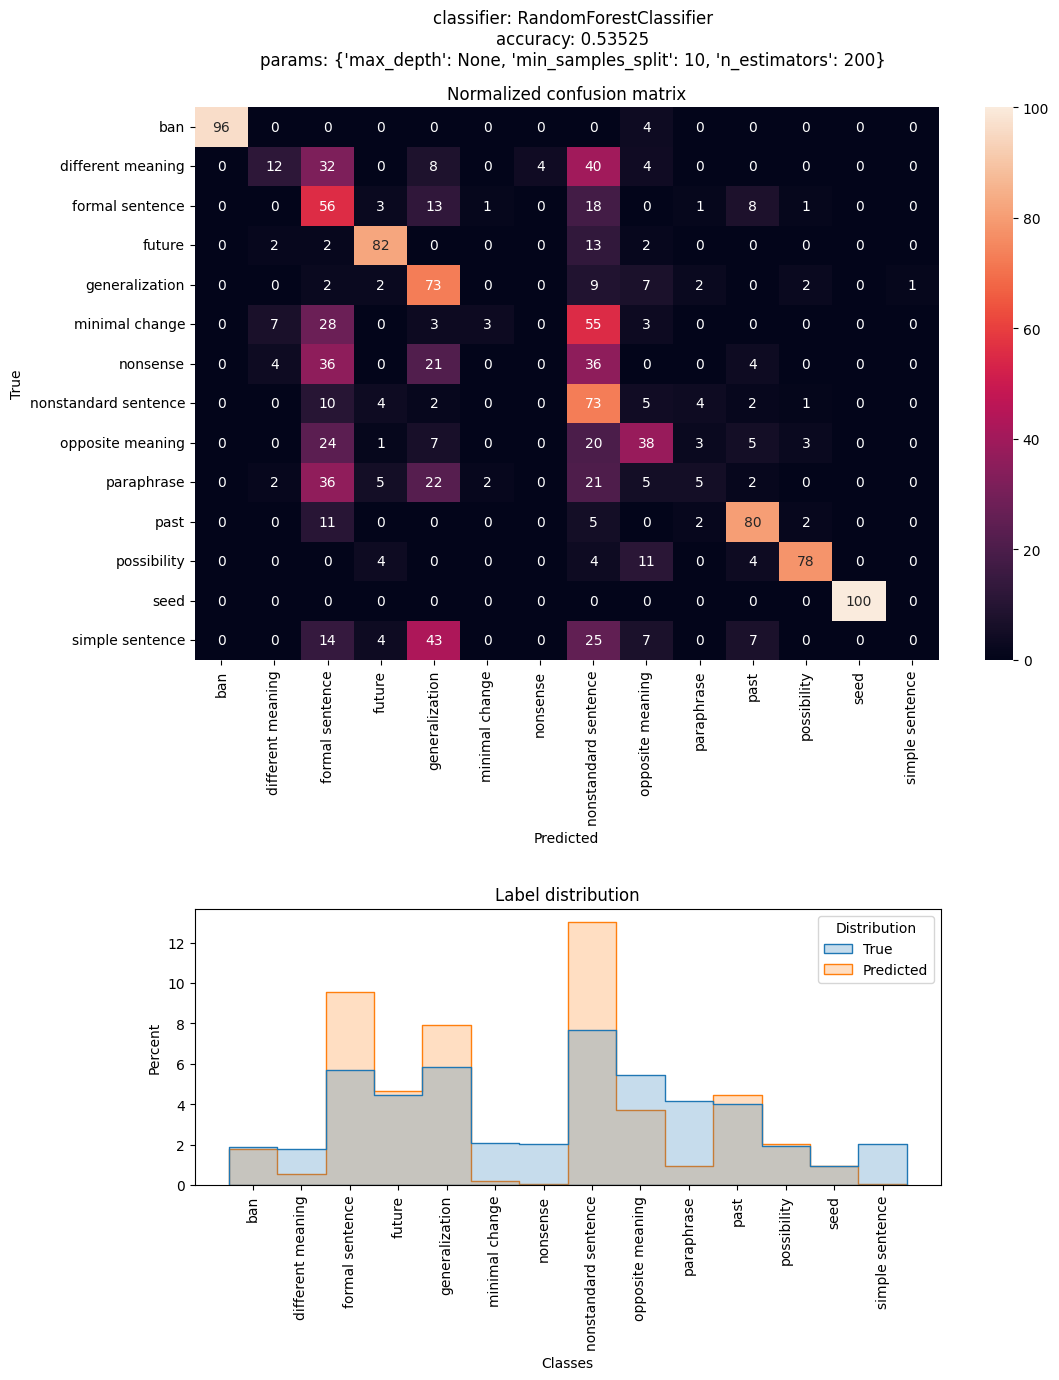 classifier: RandomForestClassifier
accuracy: 0.53525
params: {'max_depth': None, 'min_samples_split': 10, 'n_estimators': 200}
Normalized confusion matrix
True
ban 96 0 0 0 0 0 0 0 4 0 0 0 0 0
different meaning 0 12 32 0 8 0 4 40 4 0 0 0 0 0
formal sentence 0 0 56 3 13 1 0 18 0 1 8 1 0 0
future 0 2 2 82 0 0 0 13 2 0 0 0 0 0
generalization 0 0 2 2 73 0 0 9 7 2 0 2 0 1
minimal change 0 7 28 0 3 3 0 55 3 0 0 0 0 0
nonsense 0 4 36 0 21 0 0 36 0 0 4 0 0 0
nonstandard sentence 0 0 10 4 2 0 0 73 5 4 2 1 0 0
opposite meaning 0 0 24 1 7 0 0 20 38 3 5 3 0 0
paraphrase 0 2 36 5 22 2 0 21 5 5 2 0 0 0
past 0 0 11 0 0 0 0 5 0 2 80 2 0 0
possibility 0 0 0 4 0 0 0 4 11 0 4 78 0 0
seed 0 0 0 0 0 0 0 0 0 0 0 0 100 0
simple sentence 0 0 14 4 43 0 0 25 7 0 7 0 0 0
ban different meaning formal sentence future generalization minimal change nonsense nonstandard sentence opposite meaning paraphrase past possibility seed simple sentence
Predicted
100
80
60
40
20
0
Label distribution
Percent
12
10
8
6
4
2
0
Distribution
True
Predicted
ban different meaning formal sentence future generalization minimal change nonsense nonstandard sentence opposite meaning paraphrase past possibility seed simple sentence
Classes